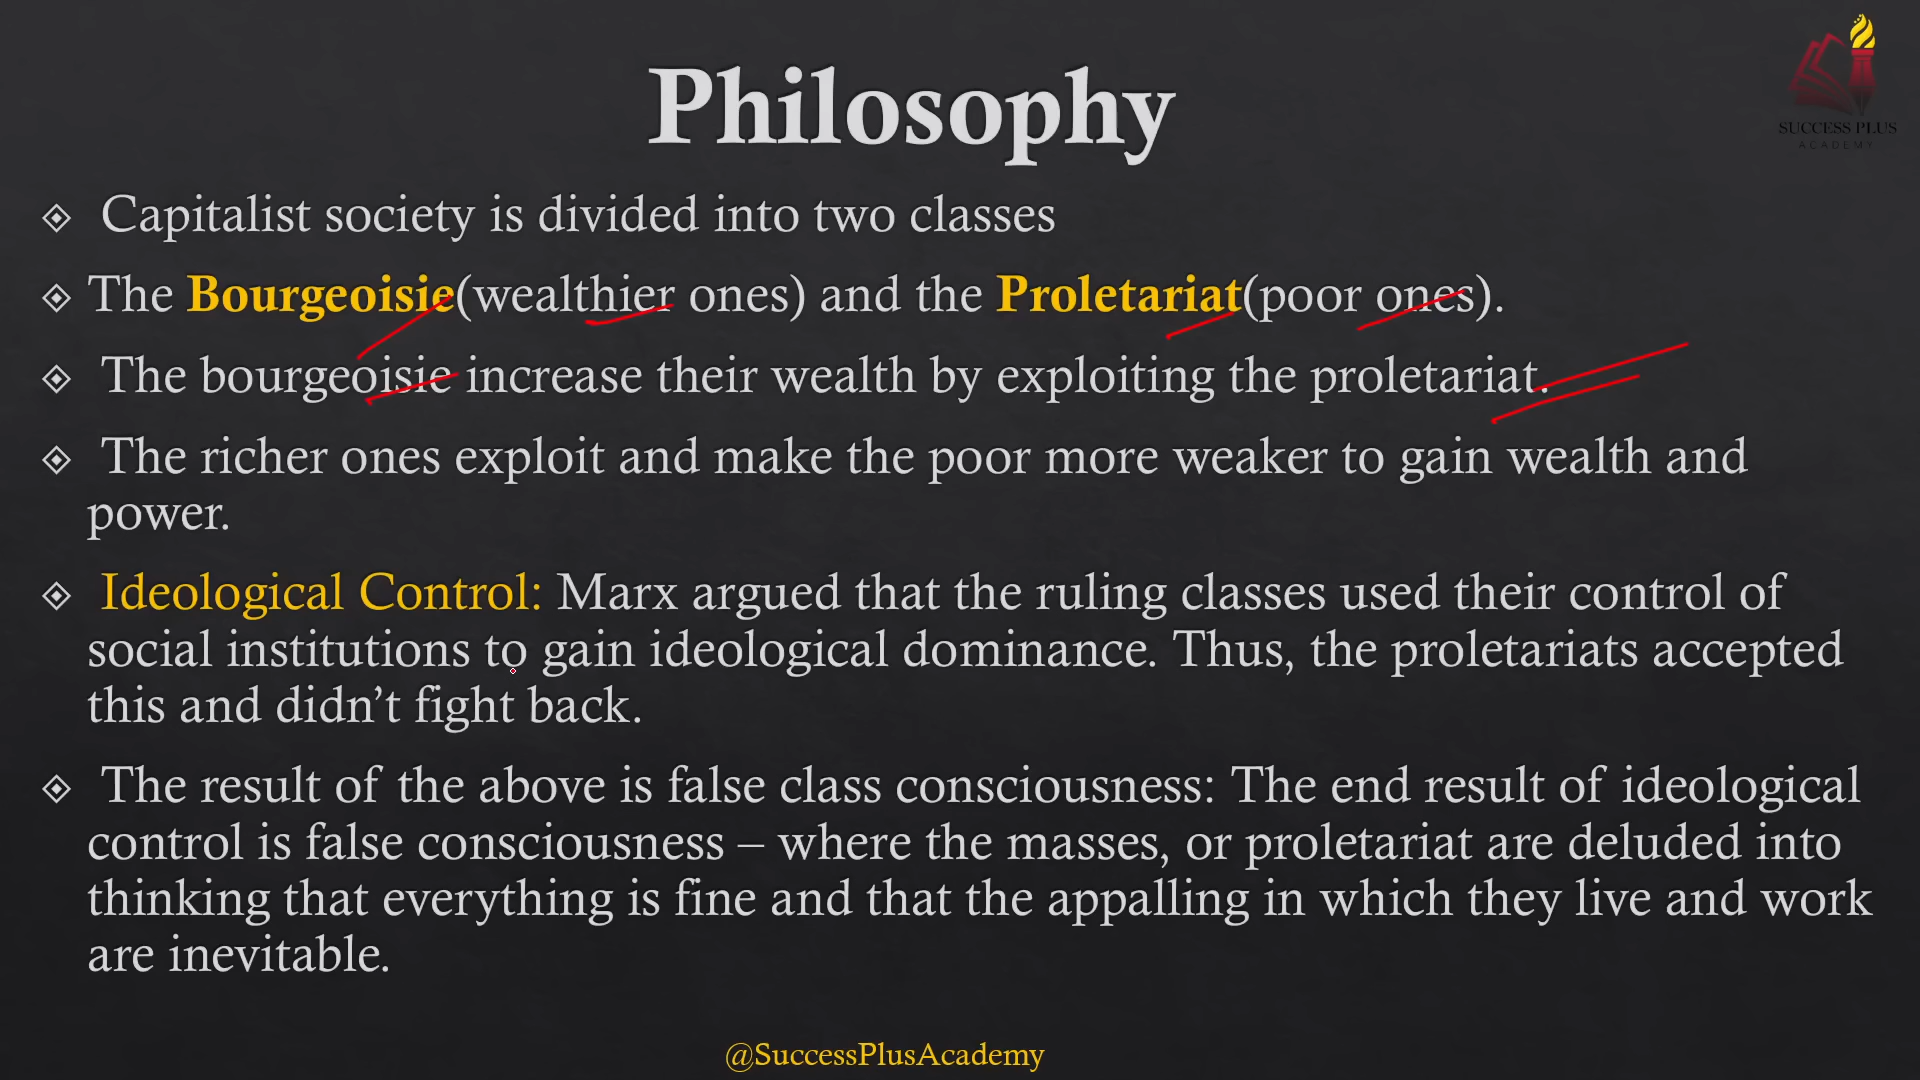 SUCCESS PLUS
ACADEMY
Philosophy
Capitalist society is divided into two classes
The Bourgeoisie(wealthier ones) and the Proletariat(poor ones).
The bourgeoisie increase their wealth by exploiting the proletariat.
The richer ones exploit and make the poor more weaker to gain wealth and
power.
Ideological Control: Marx argued that the ruling classes used their control of
social institutions to gain ideological dominance. Thus, the proletariats accepted
this and didn’t fight back.
The result of the above is false class consciousness: The end result of ideological
control is false consciousness – where the masses, or proletariat are deluded into
thinking that everything is fine and that the appalling in which they live and work
are inevitable.
@SuccessPlusAcademy